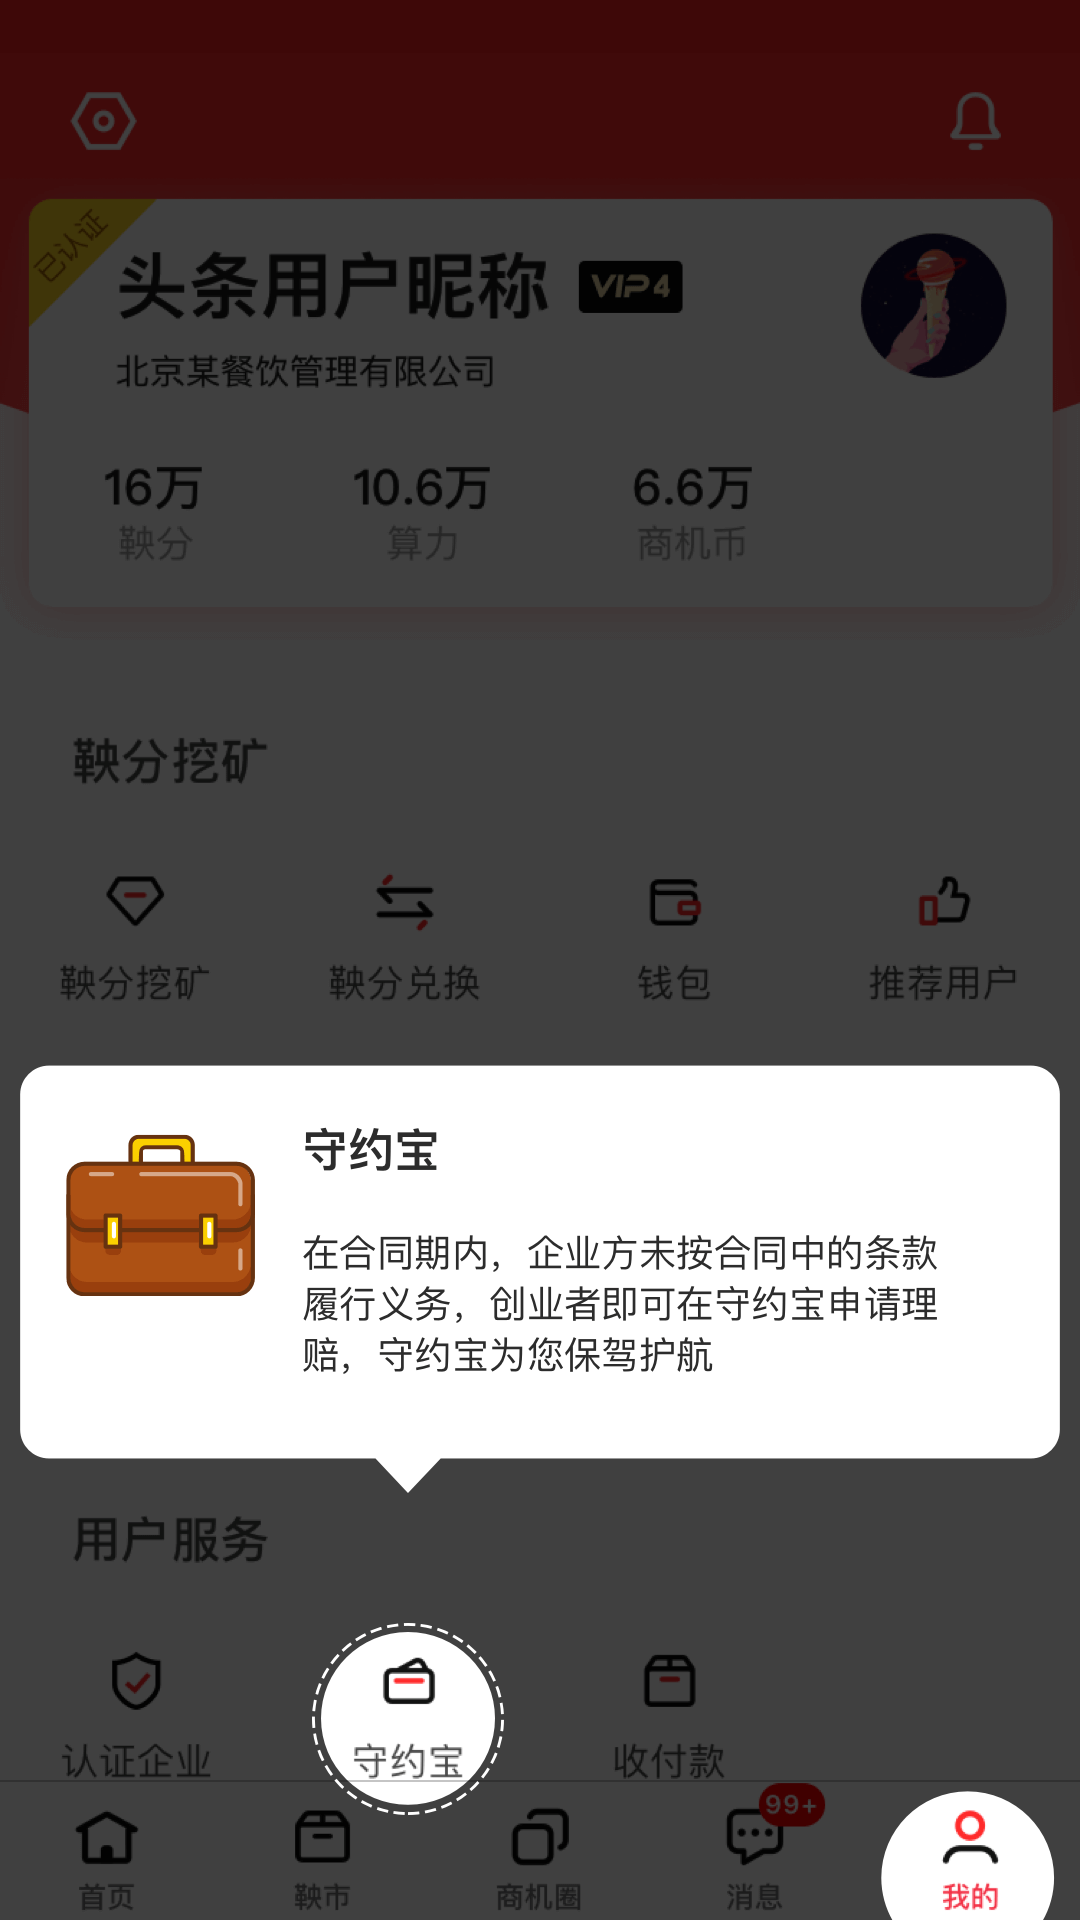 已认证
头条用户昵称 VIP4
北京某餐饮管理有限公司
16万 10.6万 6.6万
鞅分 算力 商机币
鞅分挖矿
鞅分挖矿 鞅分兑换 钱包 推荐用户
守约宝
在合同期内，企业方未按合同中的条款
履行义务，创业者即可在守约宝申请理
赔，守约宝为您保驾护航
用户服务
认证企业 守约宝 收付款
99+
首页 鞅市 商机圈 消息 我的